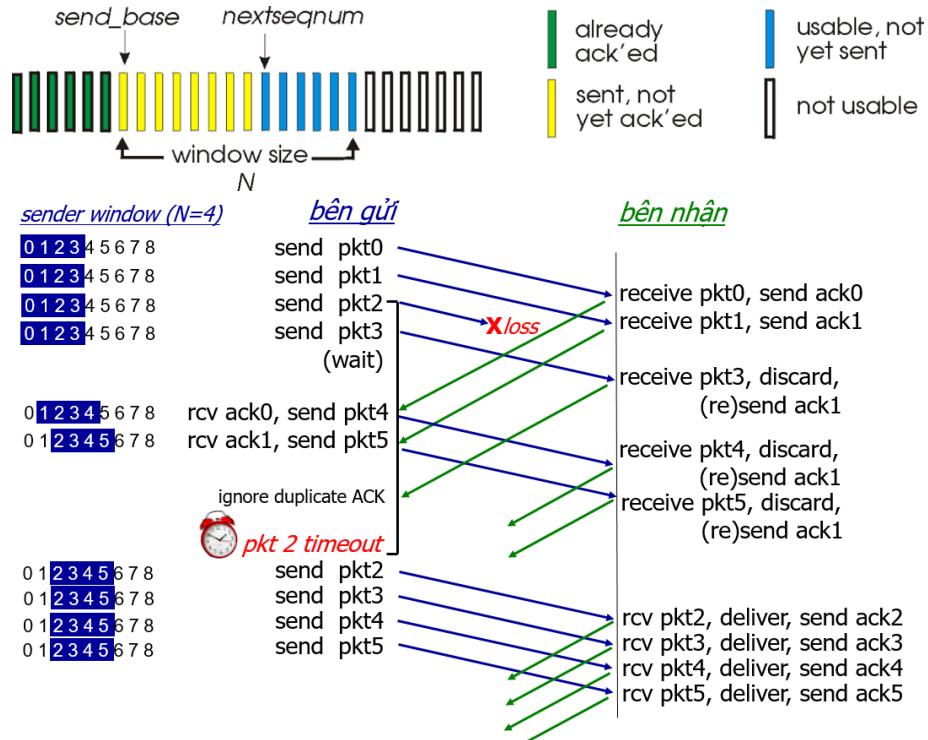 send_base
nextseqnum
already
ack'ed
usable, not
yet sent
sent, not
yet ack'ed
not usable
window size
N
sender window (N=4)
bên gửi
bên nhận
0 1 2 3 4 5 6 7 8
send pkt0
0 1 2 3 4 5 6 7 8
send pkt1
0 1 2 3 4 5 6 7 8
send pkt2
0 1 2 3 4 5 6 7 8
send pkt3
(wait)
X loss
receive pkt0, send ack0
receive pkt1, send ack1
receive pkt3, discard,
(re)send ack1
0 1 2 3 4 5 6 7 8
rcv ack0, send pkt4
0 1 2 3 4 5 6 7 8
rcv ack1, send pkt5
receive pkt4, discard,
(re)send ack1
ignore duplicate ACK
receive pkt5, discard,
(re)send ack1
pkt 2 timeout
0 1 2 3 4 5 6 7 8
send pkt2
0 1 2 3 4 5 6 7 8
send pkt3
0 1 2 3 4 5 6 7 8
send pkt4
0 1 2 3 4 5 6 7 8
send pkt5
rcv pkt2, deliver, send ack2
rcv pkt3, deliver, send ack3
rcv pkt4, deliver, send ack4
rcv pkt5, deliver, send ack5